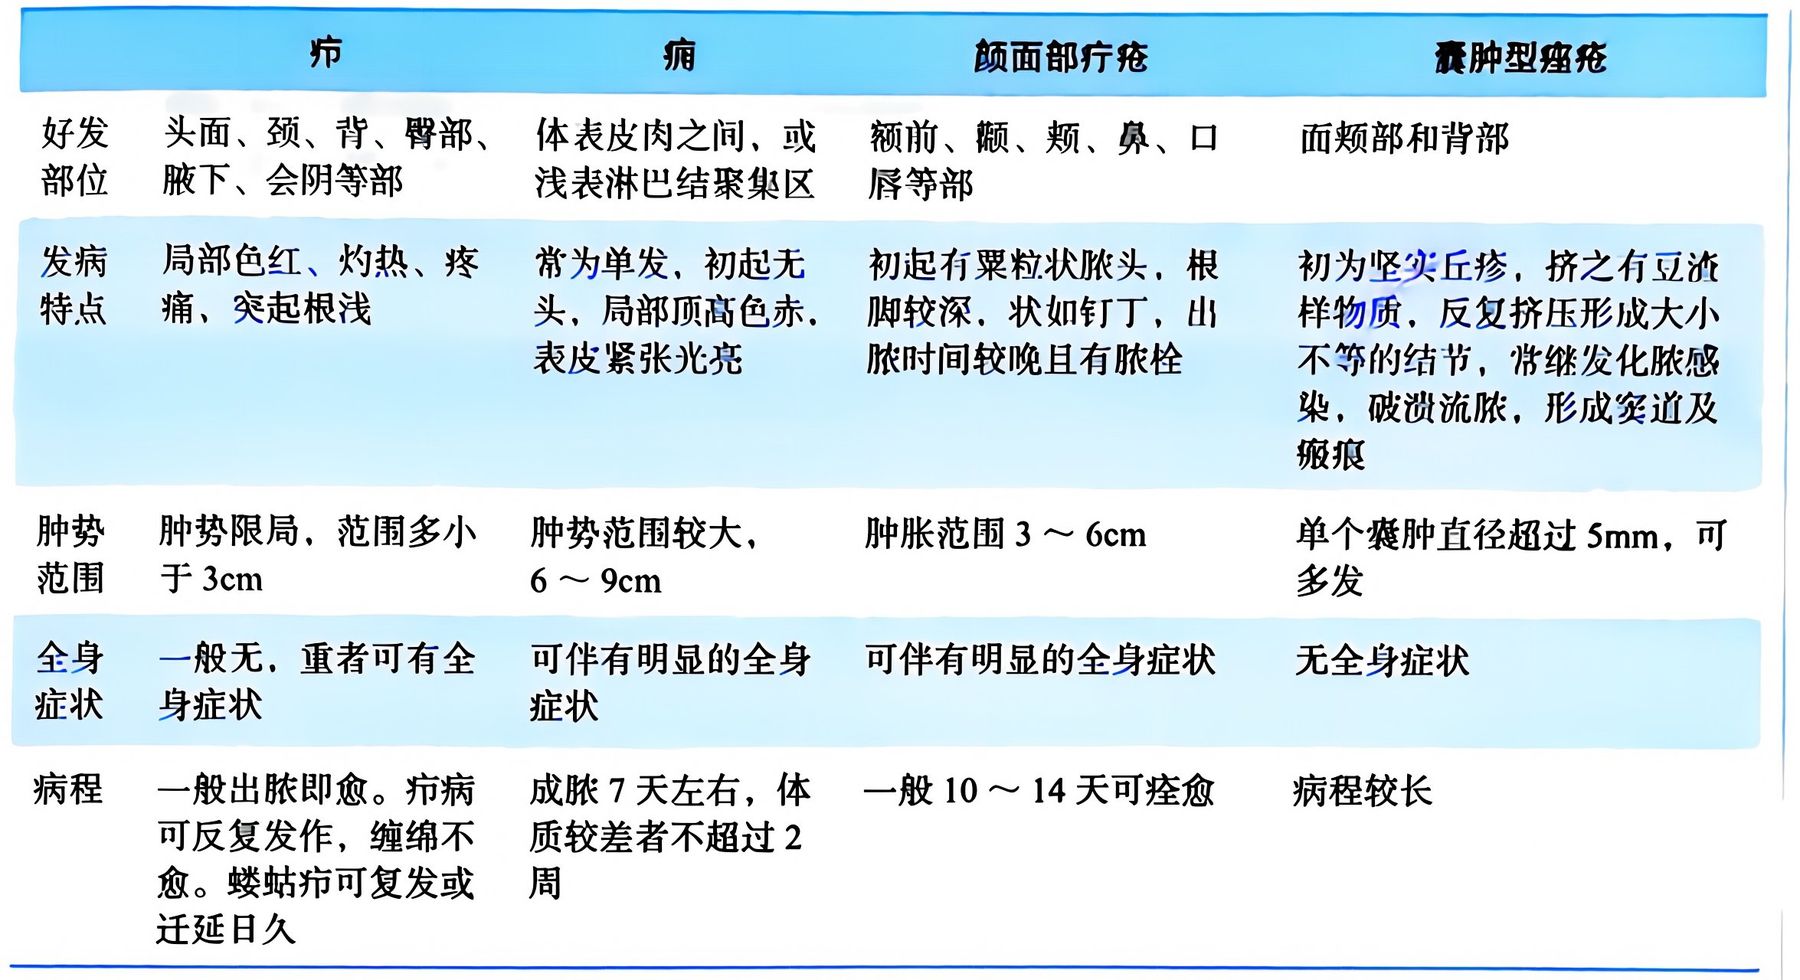 疖 痈 颜面部疔疮 囊肿型痤疮
好发 头面、颈、背、臀部、 体表皮肉之间，或 额前、颞、颊、鼻、口 面颊部和背部
部位 腋下、会阴等部 浅表淋巴结聚集区 唇等部
发病 局部色红、灼热、疼 常为单发，初起无 初起有粟粒状脓头，根 初为坚实丘疹，挤之有豆渣
特点 痛，突起根浅 头，局部顶高色赤， 脚较深，状如钉丁，出 样物质，反复挤压形成大小
表皮紧张光亮 脓时间较晚且有脓栓 不等的结节，常继发化脓感
染，破溃流脓，形成窦道及
瘢痕
肿势 肿势限局，范围多小 肿势范围较大， 肿胀范围 3～6cm 单个囊肿直径超过 5mm，可
范围 于 3cm 6～9cm 多发
全身 一般无，重者可有全 可伴有明显的全身 可伴有明显的全身症状 无全身症状
症状 身症状 症状
病程 一般出脓即愈。疖病 成脓 7 天左右，体 一般 10～14 天可痊愈 病程较长
可反复发作，缠绵不 质较差者不超过 2
愈。蝼蛄疖可复发或 周
迁延日久